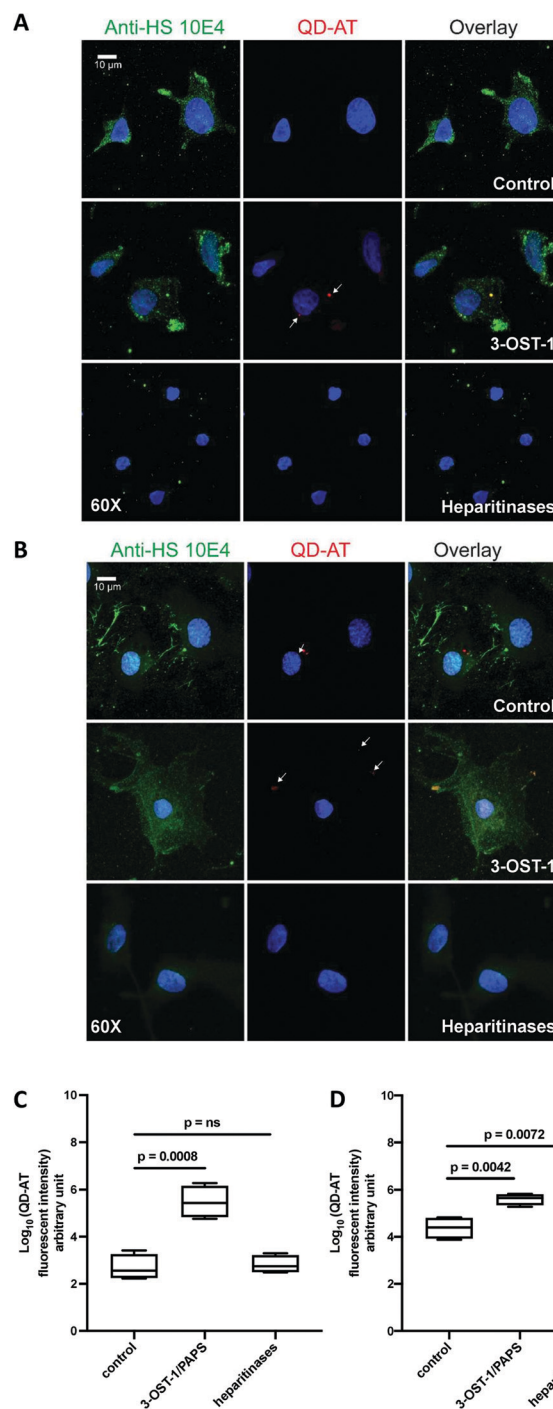 A
Anti-HS 10E4 QD-AT Overlay
10 µm
Control
3-OST-1
60X Heparitinases
B
Anti-HS 10E4 QD-AT Overlay
10 µm
Control
3-OST-1
60X Heparitinases
C
Log10 (QD-AT
fluorescent intensity)
arbitrary unit
10
8
6
4
2
0
p = ns
p = 0.0008
control
3-OST-1/PAPS
heparitinases
D
Log10 (QD-AT
fluorescent intensity)
arbitrary unit
10
8
6
4
2
0
p = 0.0072
p = 0.0042
control
3-OST-1/PAPS